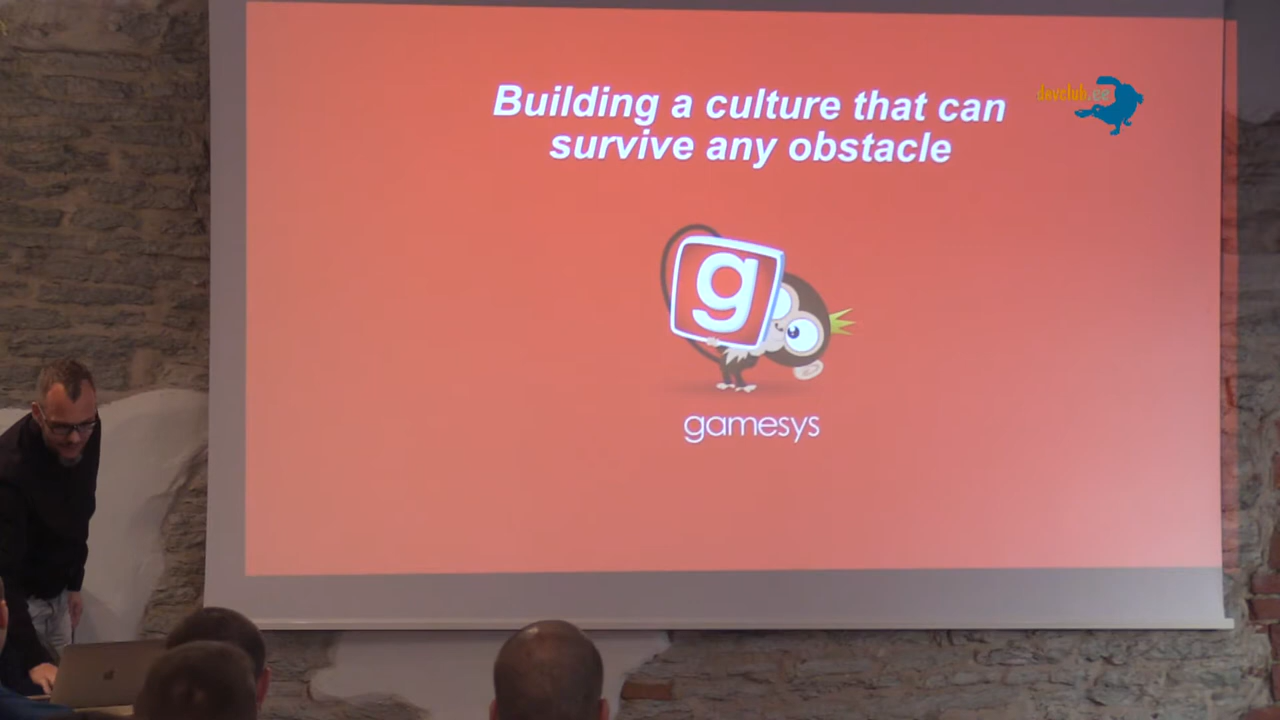 Building a culture that can
survive any obstacle
devclub.ee
g
gamesys